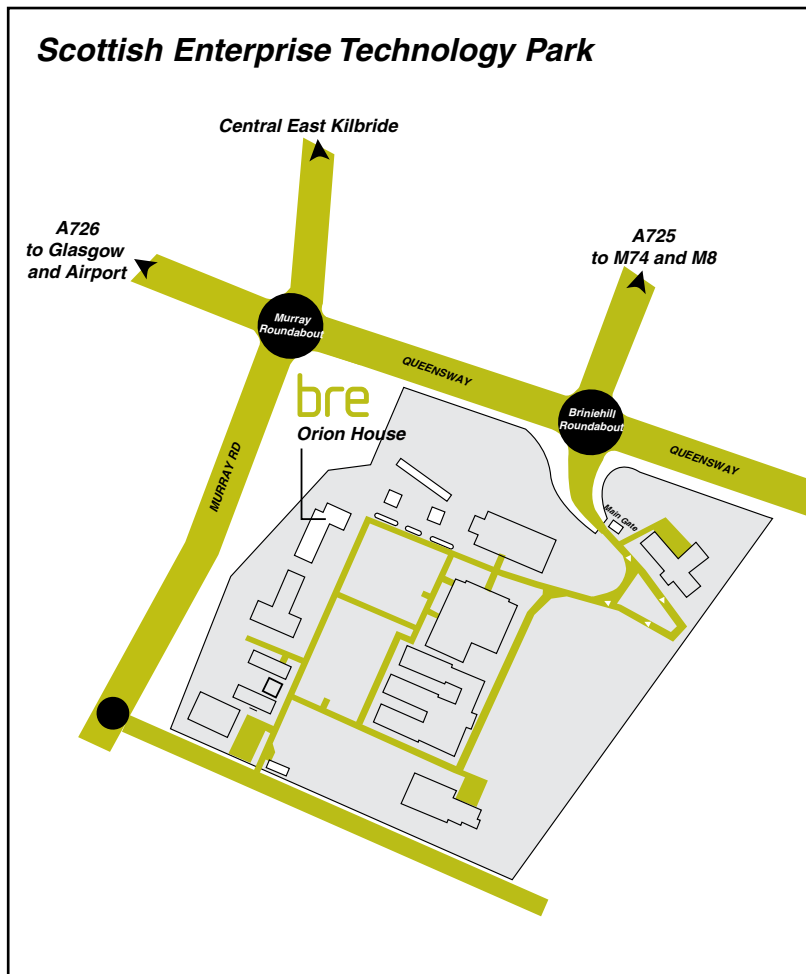 Scottish Enterprise Technology Park
Central East Kilbride
A726
to Glasgow
and Airport
A725
to M74 and M8
Murray
Roundabout
QUEENSWAY
bre
Orion House
Briniehill
Roundabout
QUEENSWAY
MURRAY RD
Main Gate